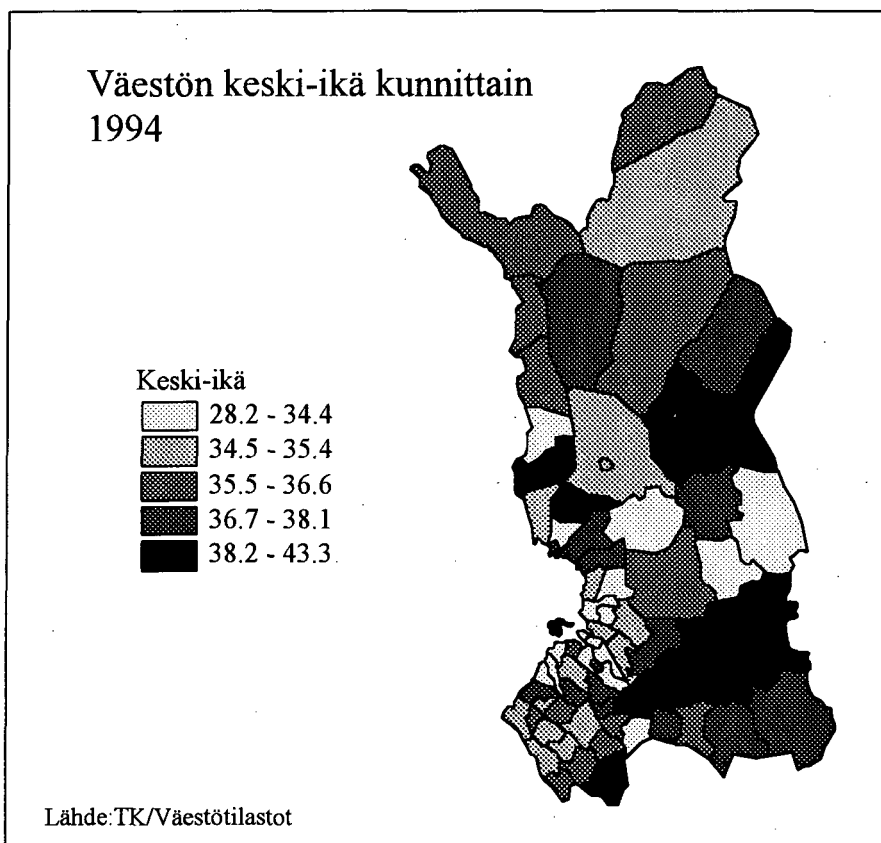 Väestön keski-ikä kunnittain
1994
Keski-ikä
28.2 - 34.4
34.5 - 35.4
35.5 - 36.6
36.7 - 38.1
38.2 - 43.3
Lähde:TK/Väestötilastot